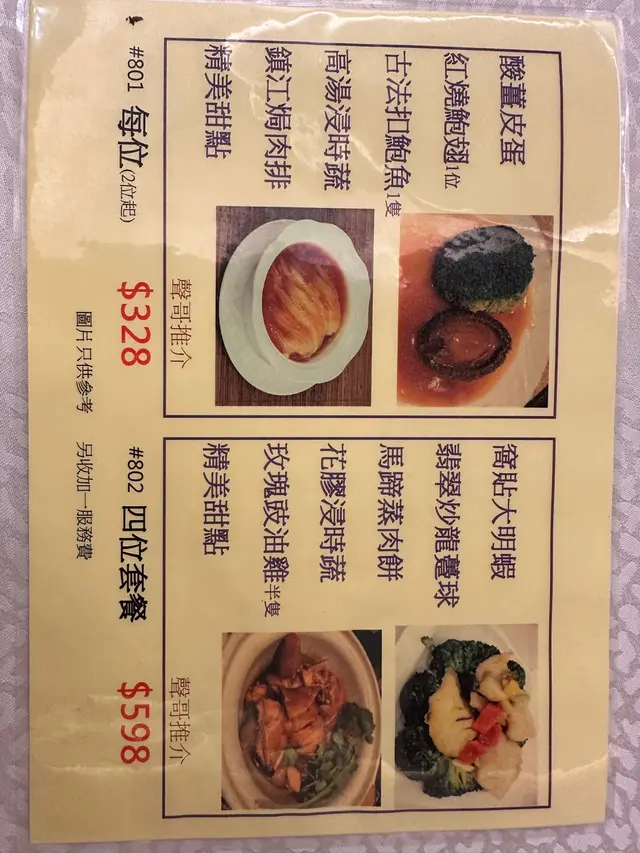 酸薑皮蛋
紅燒鮑翅1位
古法扣鮑魚1隻
高湯浸時蔬
鎮江焗肉排
精美甜點
聲哥推介
#801 每位(2位起) $328
窩貼大明蝦
翡翠炒龍躉球
馬蹄蒸肉餅
花膠浸時蔬
玫瑰豉油雞半隻
精美甜點
聲哥推介
#802 四位套餐 $598
圖片只供參考 另收加一服務費